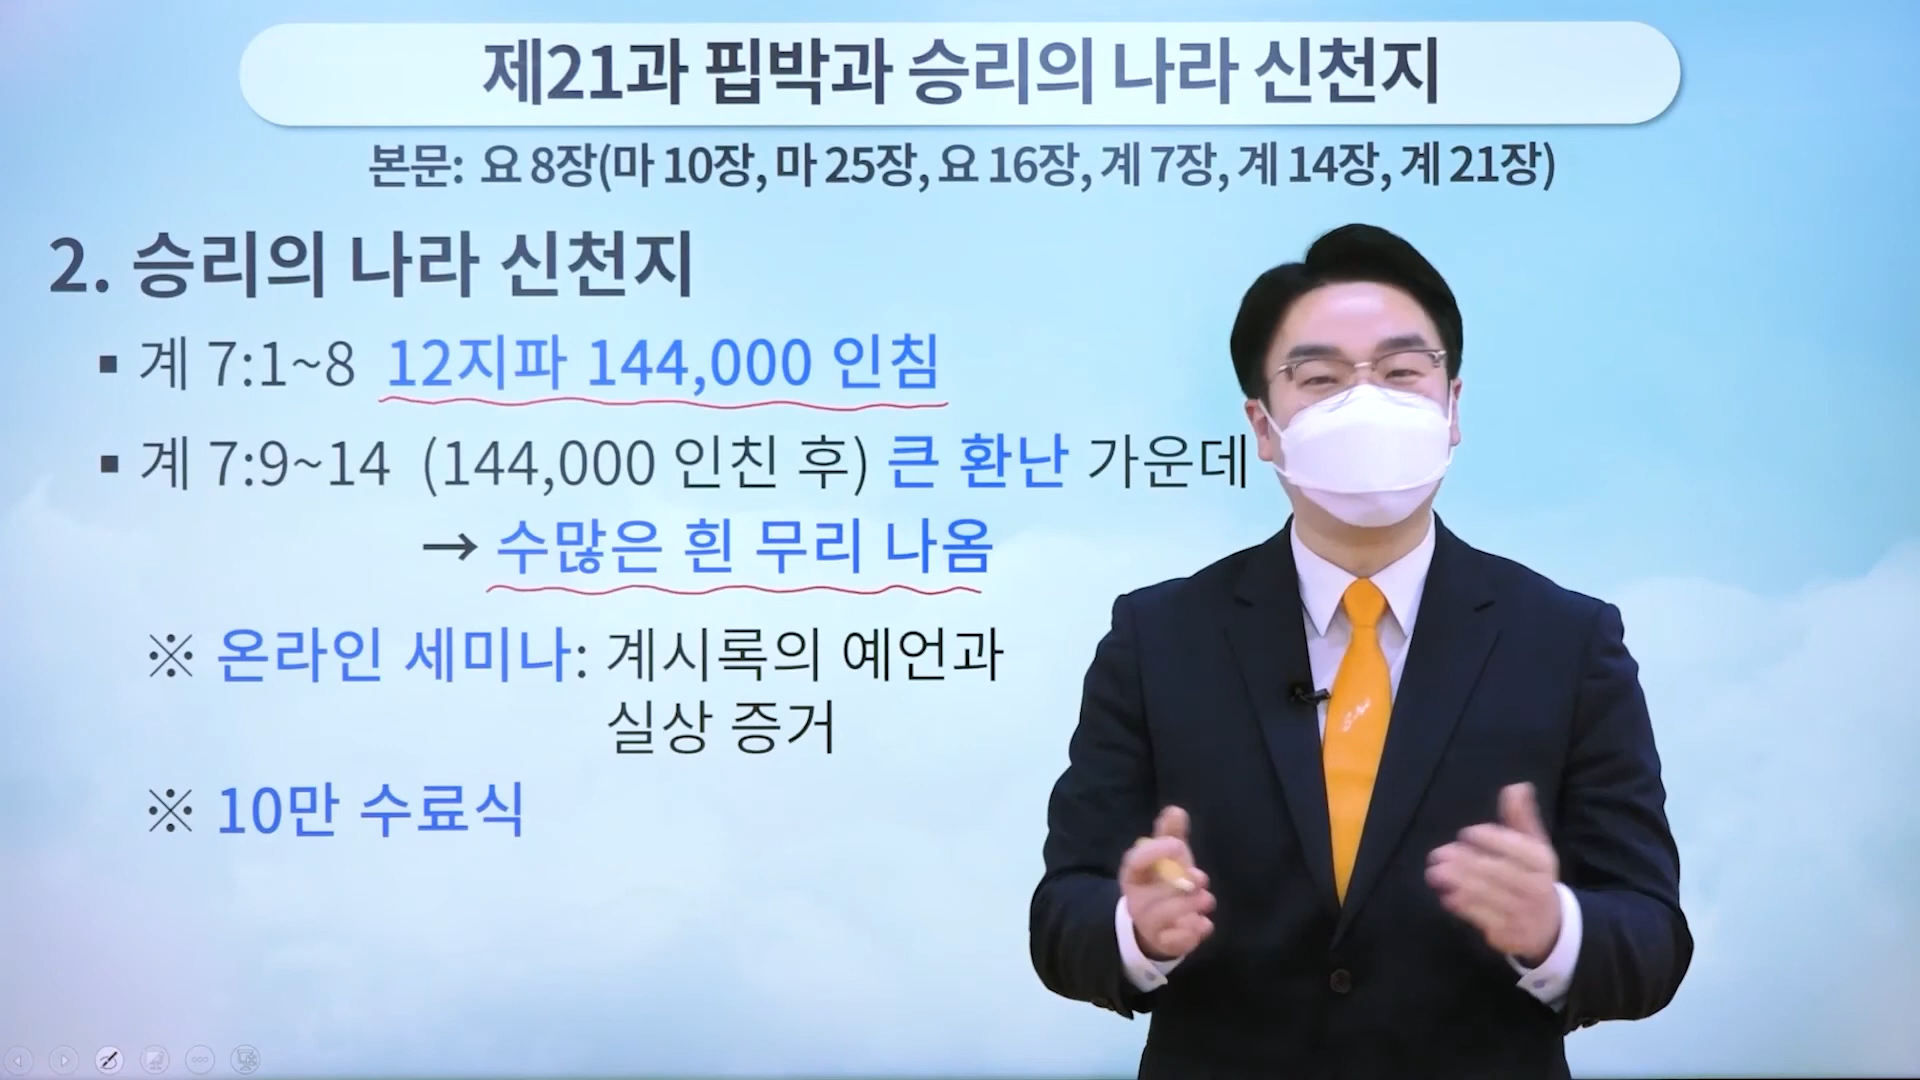 제21과 핍박과 승리의 나라 신천지
본문: 요 8장(마 10장, 마 25장, 요 16장, 계 7장, 계 14장, 계 21장)
2. 승리의 나라 신천지
▪ 계 7:1~8 12지파 144,000 인침
▪ 계 7:9~14 (144,000 인친 후) 큰 환난 가운데
→ 수많은 흰 무리 나옴
※ 온라인 세미나: 계시록의 예언과
실상 증거
※ 10만 수료식